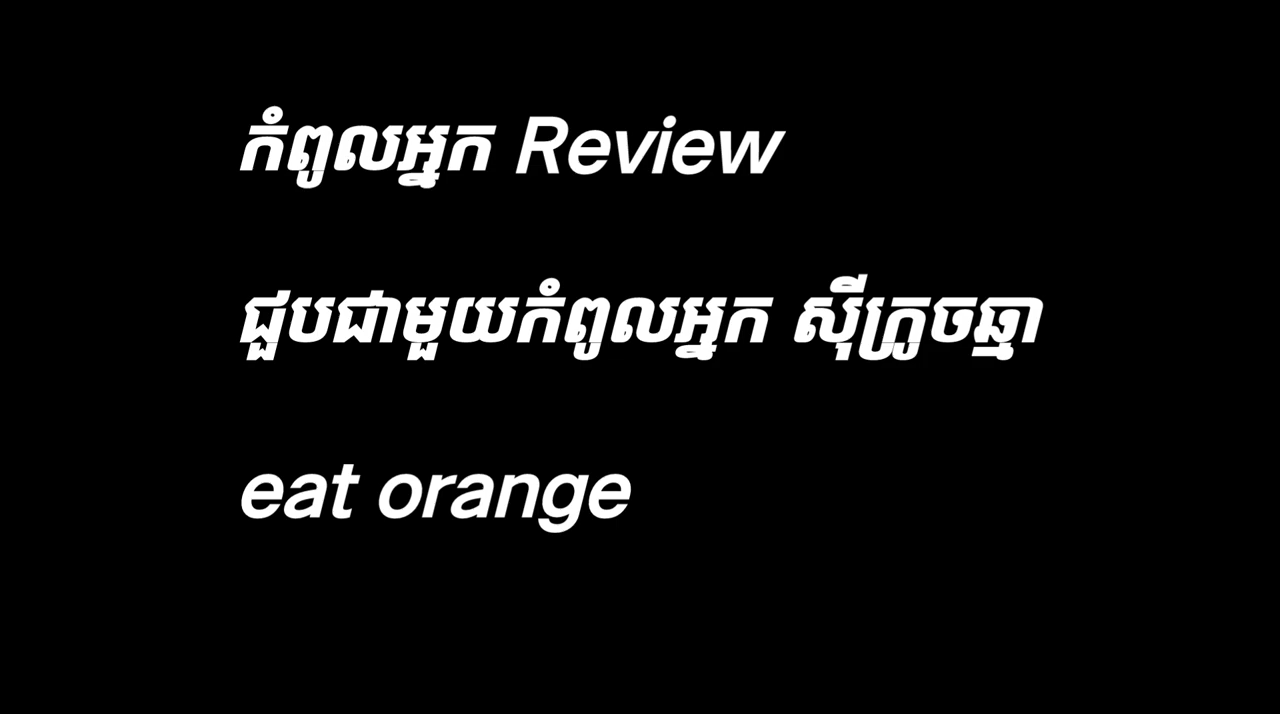 កំពូលអ្នក Review
ជួបជាមួយកំពូលអ្នក ស៊ីក្រូចឆ្មា
eat orange